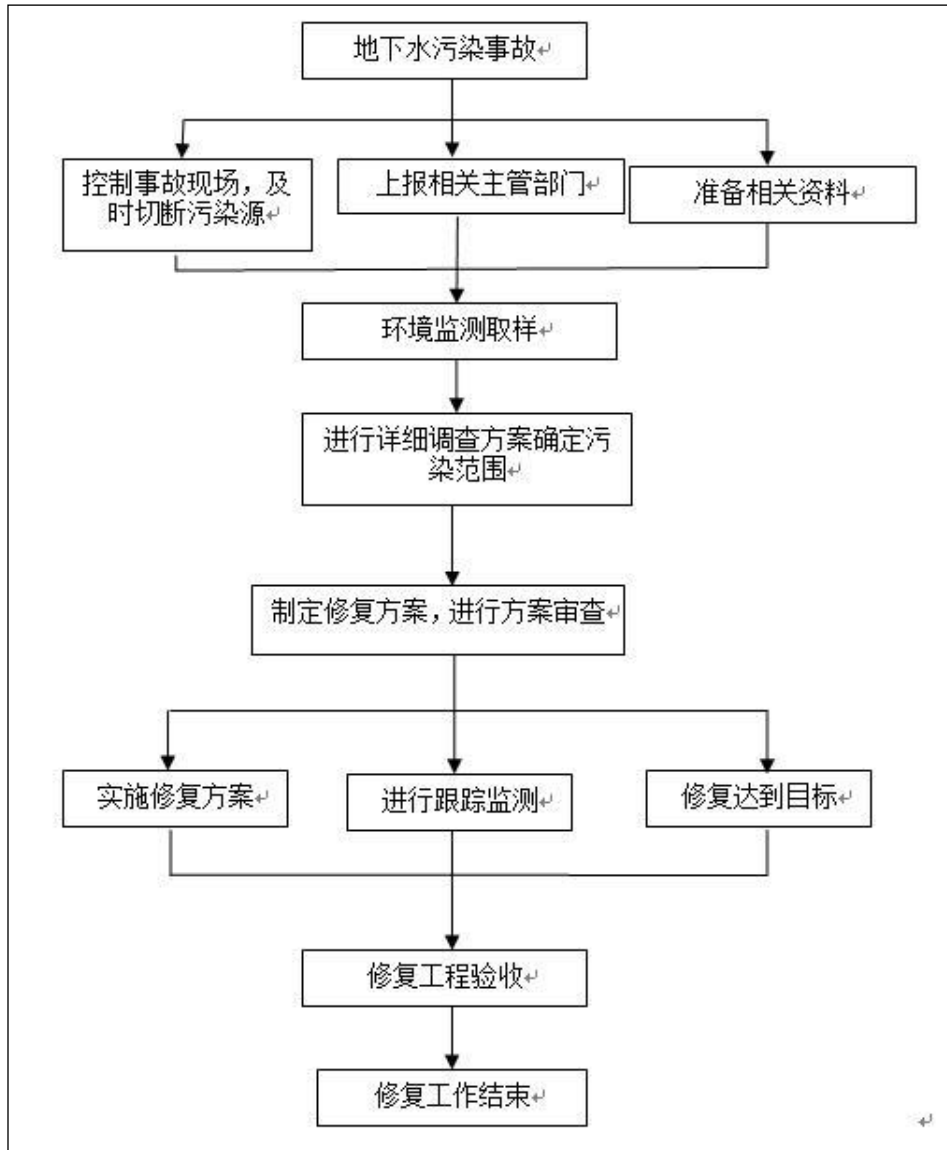 地下水污染事故
控制事故现场，及
时切断污染源
上报相关主管部门
准备相关资料
环境监测取样
进行详细调查方案确定污
染范围
制定修复方案，进行方案审查
实施修复方案
进行跟踪监测
修复达到目标
修复工程验收
修复工作结束